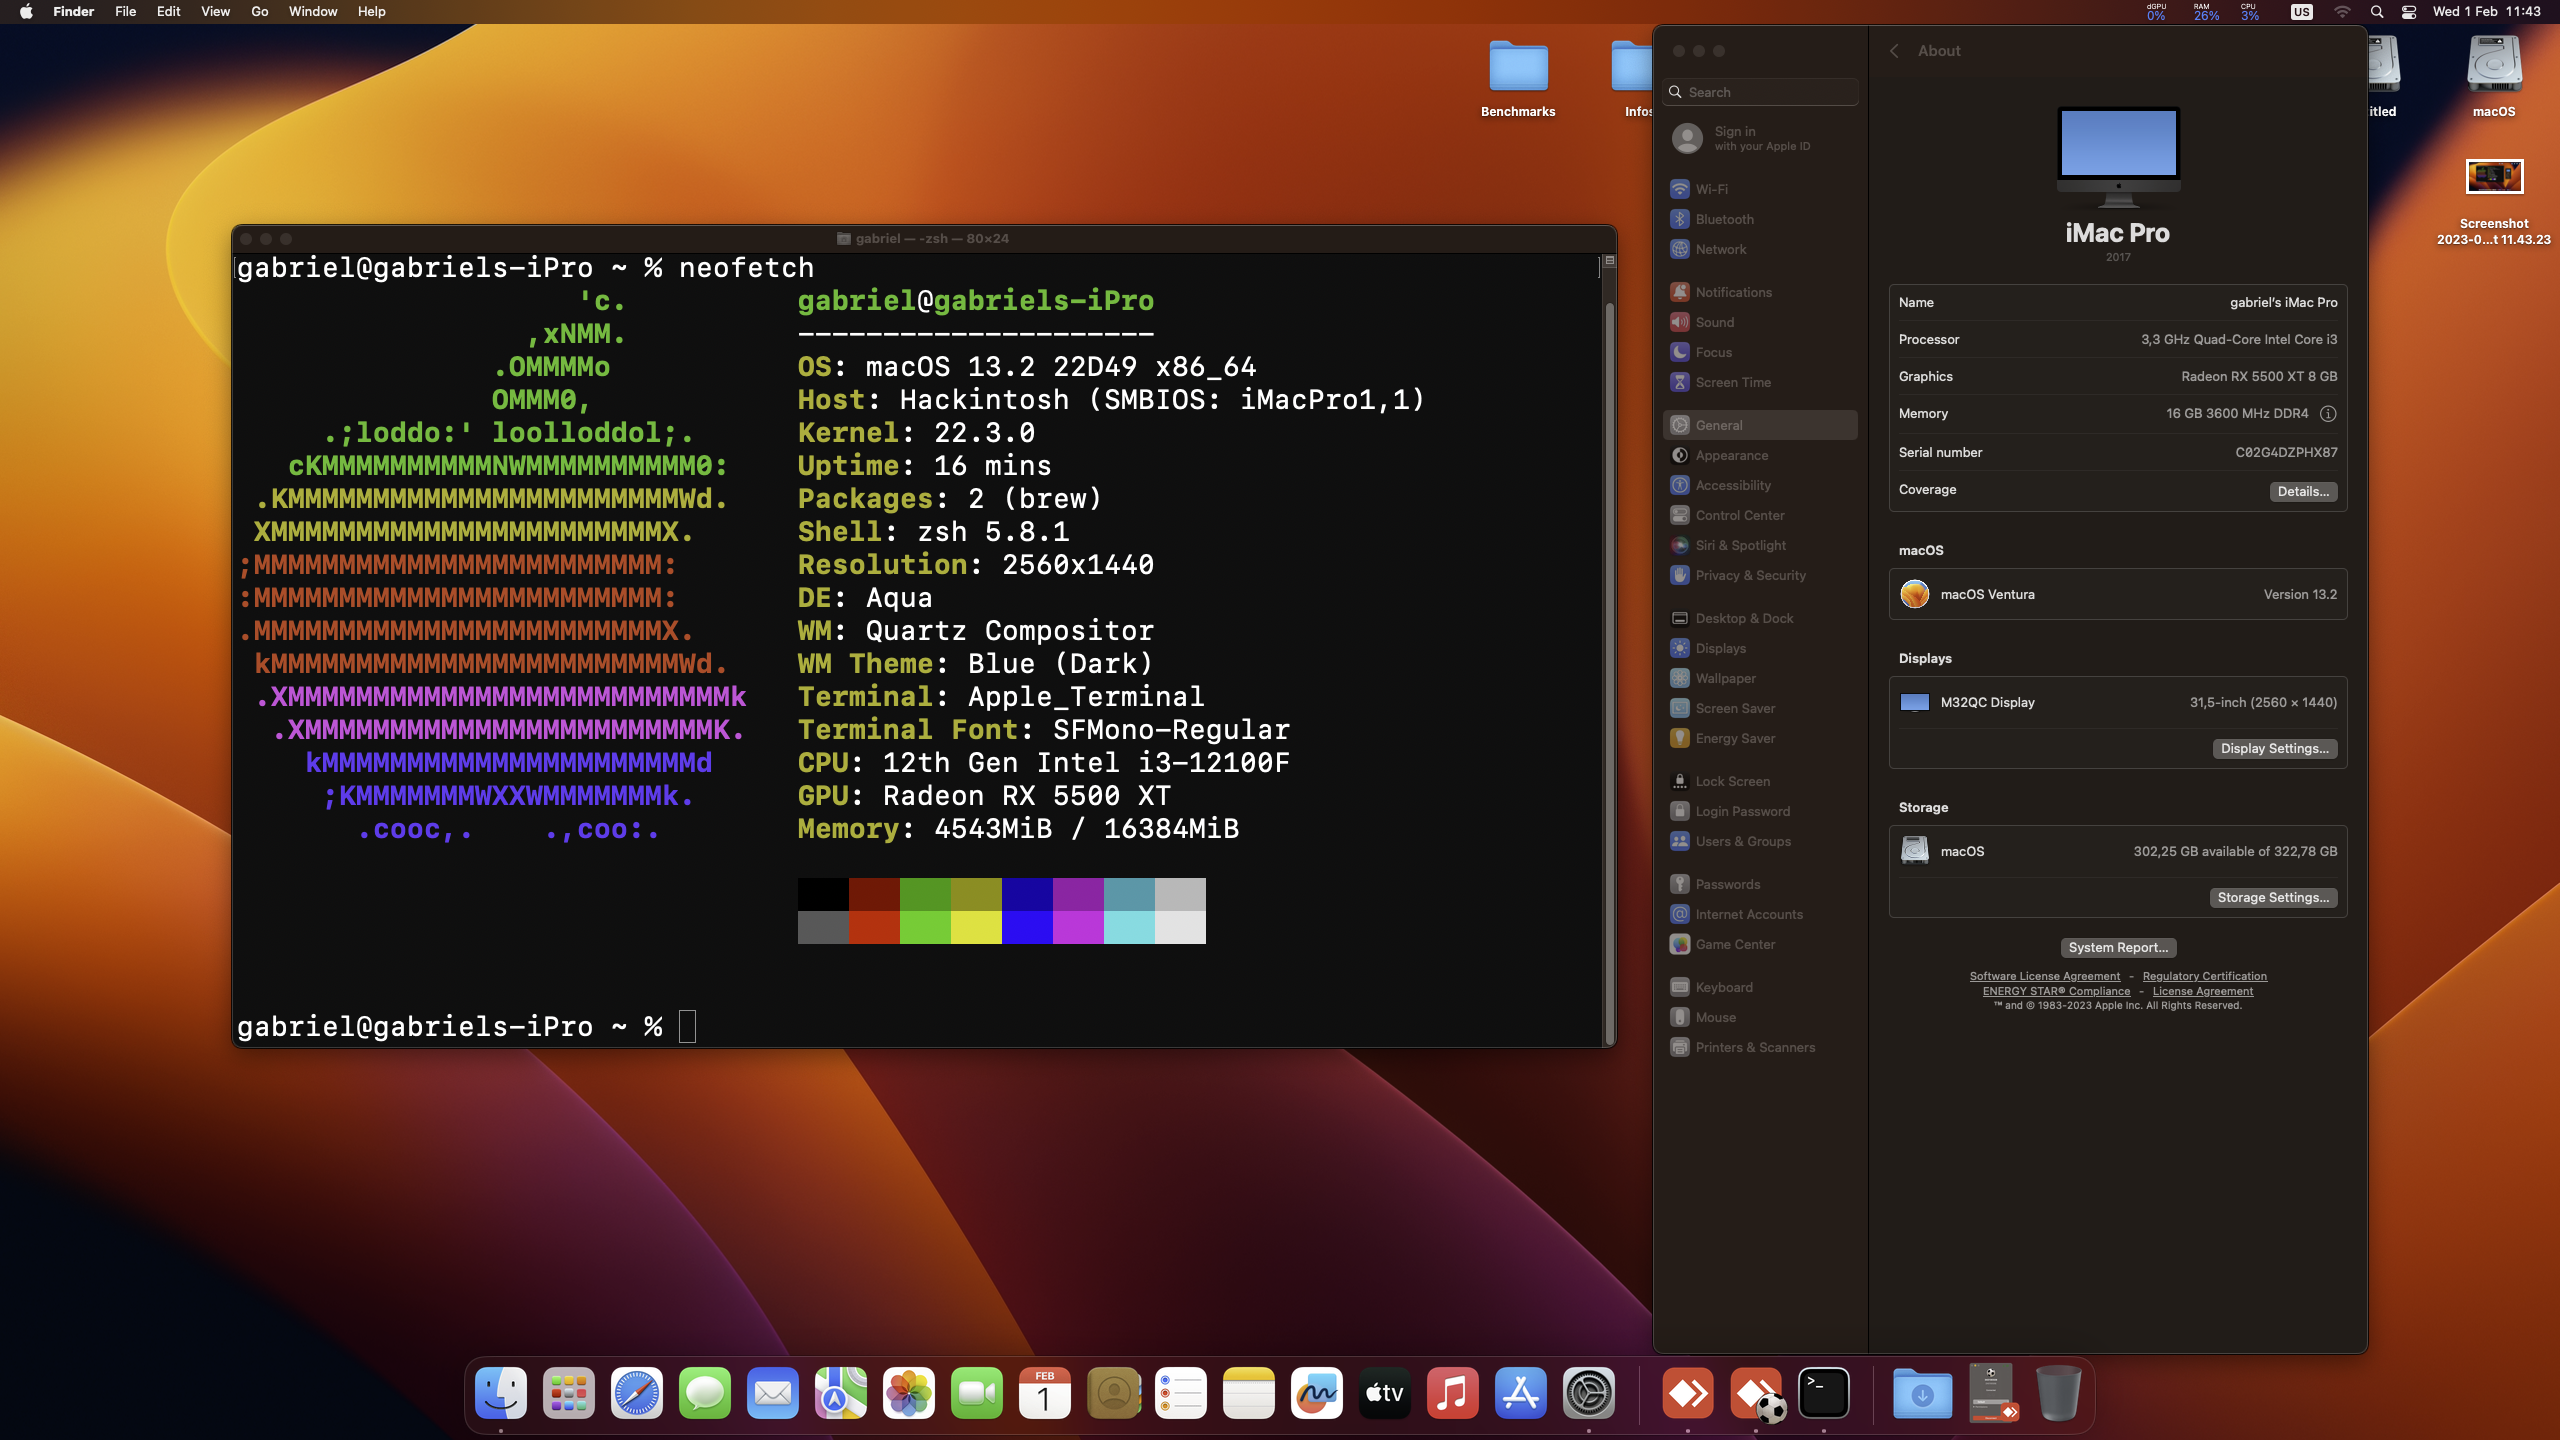 Finder File Edit View Go Window Help
dGPU 0% RAM 26% CPU 3% US Wed 1 Feb 11:43
Benchmarks
Infos
itled
macOS
Screenshot
2023-0...t 11.43.23
gabriel — -zsh — 80×24
gabriel@gabriels-iPro ~ % neofetch
'c. gabriel@gabriels-iPro
,xNMM. ---------------------
.OMMMMo OS: macOS 13.2 22D49 x86_64
OMMM0, Host: Hackintosh (SMBIOS: iMacPro1,1)
.;loddo:' loolloddol;. Kernel: 22.3.0
cKMMMMMMMMMMNWMMMMMMMMMM0: Uptime: 16 mins
.KMMMMMMMMMMMMMMMMMMMMMMMWd. Packages: 2 (brew)
XMMMMMMMMMMMMMMMMMMMMMMMX. Shell: zsh 5.8.1
;MMMMMMMMMMMMMMMMMMMMMMMM: Resolution: 2560x1440
:MMMMMMMMMMMMMMMMMMMMMMMM: DE: Aqua
.MMMMMMMMMMMMMMMMMMMMMMMMX. WM: Quartz Compositor
kMMMMMMMMMMMMMMMMMMMMMMMMWd. WM Theme: Blue (Dark)
.XMMMMMMMMMMMMMMMMMMMMMMMMMMk Terminal: Apple_Terminal
.XMMMMMMMMMMMMMMMMMMMMMMMMK. Terminal Font: SFMono-Regular
kMMMMMMMMMMMMMMMMMMMMMMd CPU: 12th Gen Intel i3-12100F
;KMMMMMMMWXXWMMMMMMMk. GPU: Radeon RX 5500 XT
.cooc,. .,coo:. Memory: 4543MiB / 16384MiB
gabriel@gabriels-iPro ~ %
Search
Sign in
with your Apple ID
Wi-Fi
Bluetooth
Network
Notifications
Sound
Focus
Screen Time
General
Appearance
Accessibility
Control Center
Siri & Spotlight
Privacy & Security
Desktop & Dock
Displays
Wallpaper
Screen Saver
Energy Saver
Lock Screen
Login Password
Users & Groups
Passwords
Internet Accounts
Game Center
Keyboard
Mouse
Printers & Scanners
About
iMac Pro
2017
Name gabriel's iMac Pro
Processor 3,3 GHz Quad-Core Intel Core i3
Graphics Radeon RX 5500 XT 8 GB
Memory 16 GB 3600 MHz DDR4
Serial number C02G4DZPHX87
Coverage Details...
macOS
macOS Ventura Version 13.2
Displays
M32QC Display 31,5-inch (2560 × 1440)
Display Settings...
Storage
macOS 302,25 GB available of 322,78 GB
Storage Settings...
System Report...
Software License Agreement - Regulatory Certification
ENERGY STAR® Compliance - License Agreement
™ and © 1983-2023 Apple Inc. All Rights Reserved.
FEB
1
tv
>_